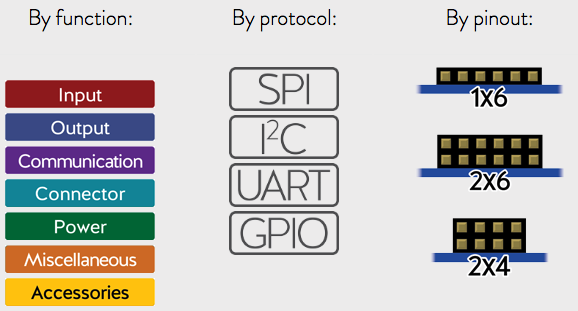 By function:
Input
Output
Communication
Connector
Power
Miscellaneous
Accessories
By protocol:
SPI
I²C
UART
GPIO
By pinout:
1x6
2x6
2x4